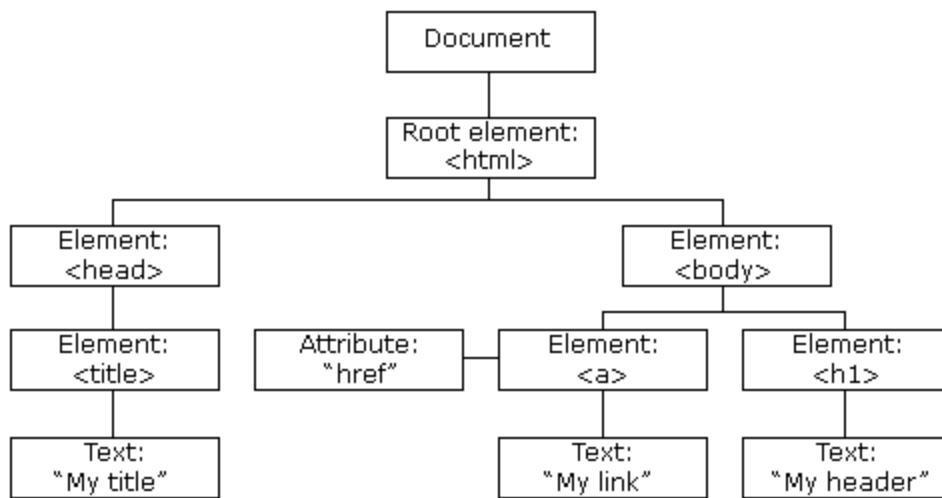 Document
Root element:
<html>
Element:
<head>
Element:
<body>
Element:
<title>
Attribute:
“href”
Element:
<a>
Element:
<h1>
Text:
“My title”
Text:
“My link”
Text:
“My header”